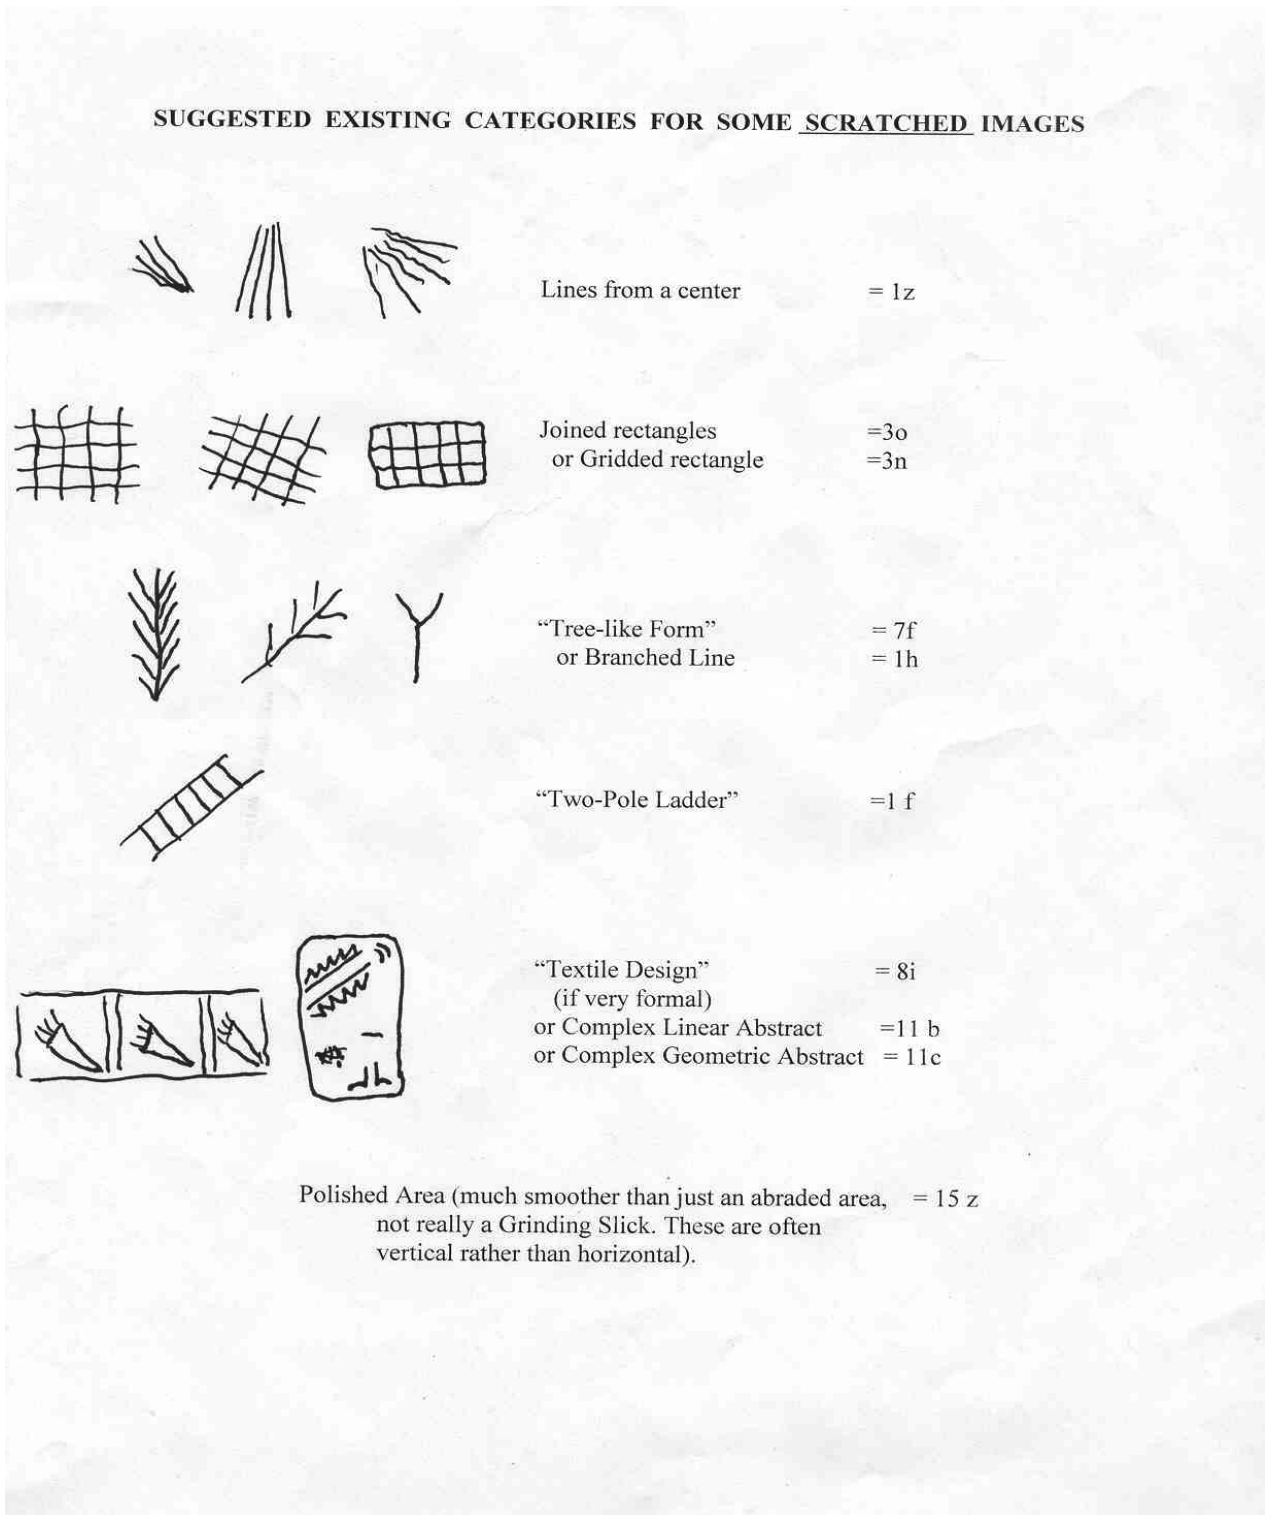 SUGGESTED EXISTING CATEGORIES FOR SOME SCRATCHED IMAGES
Lines from a center = 1z
Joined rectangles =3o
or Gridded rectangle =3n
“Tree-like Form” = 7f
or Branched Line = 1h
“Two-Pole Ladder” =1 f
“Textile Design” = 8i
(if very formal)
or Complex Linear Abstract =11 b
or Complex Geometric Abstract = 11c
Polished Area (much smoother than just an abraded area, = 15 z
not really a Grinding Slick. These are often
vertical rather than horizontal).